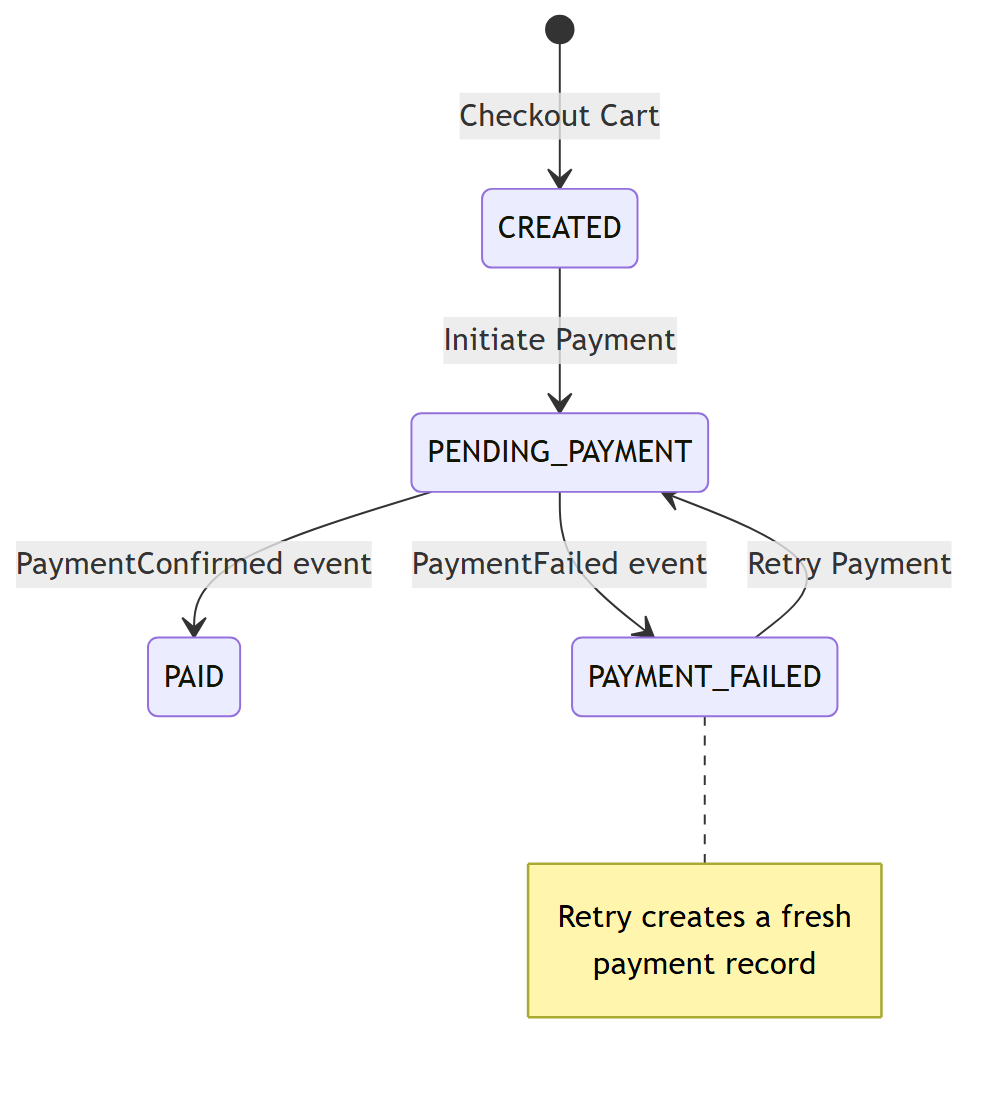 Checkout Cart
CREATED
Initiate Payment
PENDING_PAYMENT
PaymentConfirmed event
PaymentFailed event
Retry Payment
PAID
PAYMENT_FAILED
Retry creates a fresh
payment record